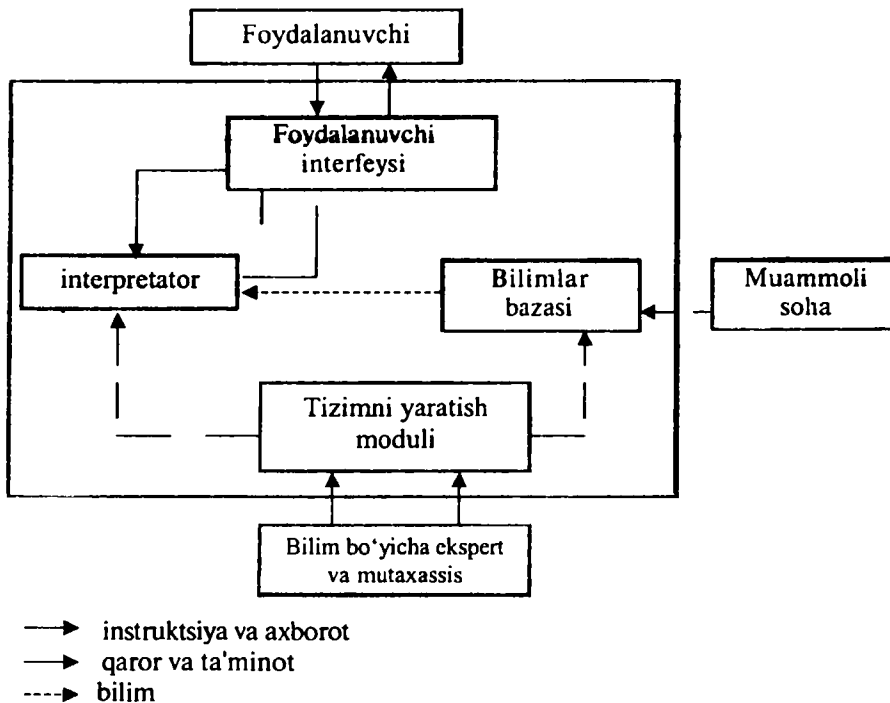 Foydalanuvchi
Foydalanuvchi
interfeysi
interpretator
Bilimlar
bazasi
Muammoli
soha
Tizimni yaratish
moduli
Bilim bo‘yicha ekspert
va mutaxassis
instruktsiya va axborot
qaror va ta'minot
bilim